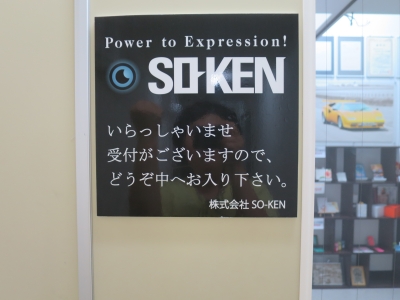 Power to Expression!
SO-KEN
いらっしゃいませ
受付がございますので、
どうぞ中へお入り下さい。
株式会社 SO-KEN